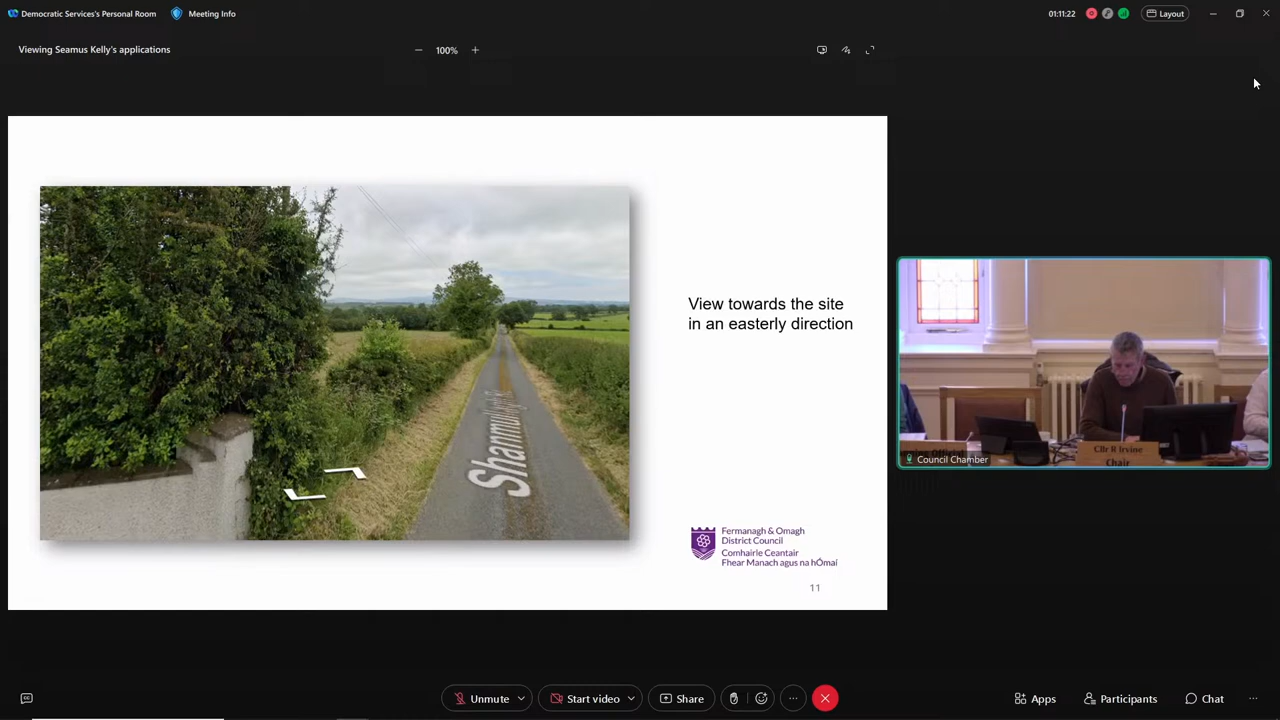 Democratic Services's Personal Room
Meeting Info
01:11:22
Layout
Viewing Seamus Kelly's applications
100%
View towards the site
in an easterly direction
Cllr R Irvine
Chair
Council Chamber
Fermanagh & Omagh
District Council
Comhairle Ceantair
Fhear Manach agus na hÓmaí
11
Unmute
Start video
Share
Apps
Participants
Chat